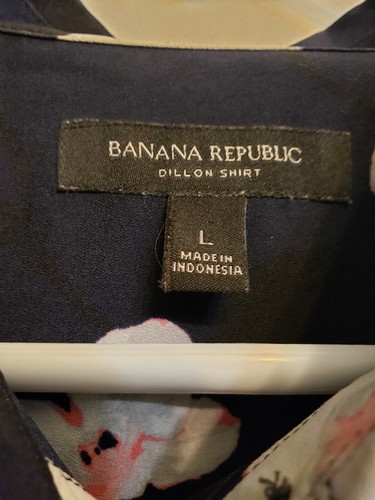 BANANA REPUBLIC
DILLON SHIRT
L
MADE IN
INDONESIA